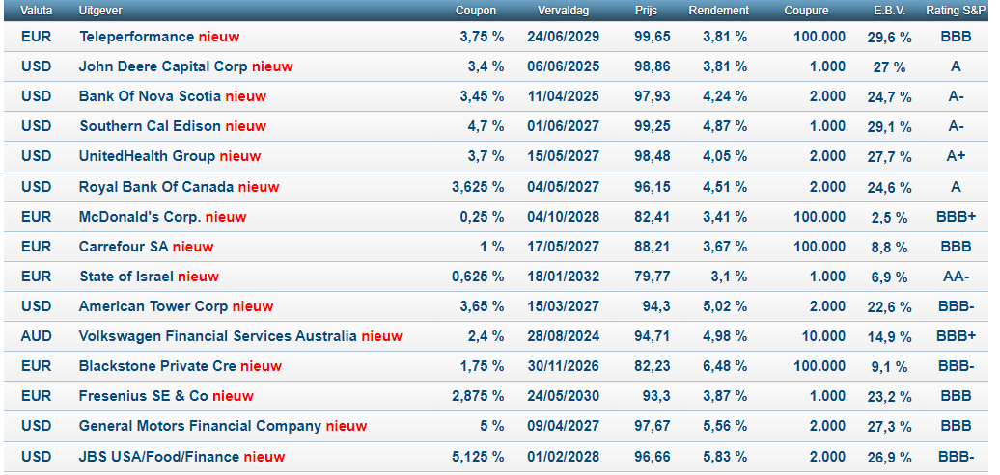 Valuta Uitgever Coupon Vervaldag Prijs Rendement Coupure E.B.V. Rating S&P
EUR Teleperformance nieuw 3,75 % 24/06/2029 99,65 3,81 % 100.000 29,6 % BBB
USD John Deere Capital Corp nieuw 3,4 % 06/06/2025 98,86 3,81 % 1.000 27 % A
USD Bank Of Nova Scotia nieuw 3,45 % 11/04/2025 97,93 4,24 % 2.000 24,7 % A-
USD Southern Cal Edison nieuw 4,7 % 01/06/2027 99,25 4,87 % 1.000 29,1 % A-
USD UnitedHealth Group nieuw 3,7 % 15/05/2027 98,48 4,05 % 2.000 27,7 % A+
USD Royal Bank Of Canada nieuw 3,625 % 04/05/2027 96,15 4,51 % 2.000 24,6 % A
EUR McDonald's Corp. nieuw 0,25 % 04/10/2028 82,41 3,41 % 100.000 2,5 % BBB+
EUR Carrefour SA nieuw 1 % 17/05/2027 88,21 3,67 % 100.000 8,8 % BBB
EUR State of Israel nieuw 0,625 % 18/01/2032 79,77 3,1 % 1.000 6,9 % AA-
USD American Tower Corp nieuw 3,65 % 15/03/2027 94,3 5,02 % 2.000 22,6 % BBB-
AUD Volkswagen Financial Services Australia nieuw 2,4 % 28/08/2024 94,71 4,98 % 10.000 14,9 % BBB+
EUR Blackstone Private Cre nieuw 1,75 % 30/11/2026 82,23 6,48 % 100.000 9,1 % BBB-
EUR Fresenius SE & Co nieuw 2,875 % 24/05/2030 93,3 3,87 % 1.000 23,2 % BBB
USD General Motors Financial Company nieuw 5 % 09/04/2027 97,67 5,56 % 2.000 27,3 % BBB
USD JBS USA/Food/Finance nieuw 5,125 % 01/02/2028 96,66 5,83 % 2.000 26,9 % BBB-